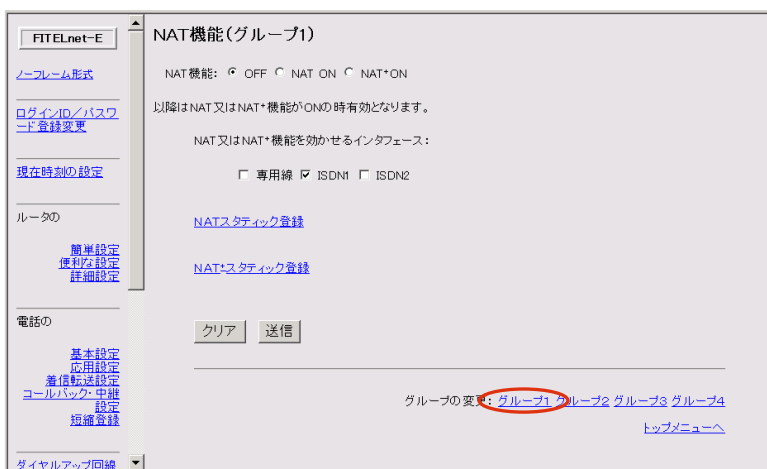 FITELnet-E
ノーフレーム形式
ログインID／パスワ
ード登録変更
現在時刻の設定
ルータの
簡単設定
便利な設定
詳細設定
電話の
基本設定
応用設定
着信転送設定
コールバック・中継
設定
短縮登録
ダイヤルアップ回線
NAT機能(グループ1)
NAT機能： OFF NAT ON NAT+ON
以降はNAT又はNAT+機能がONの時有効となります。
NAT又はNAT+機能を効かせるインタフェース：
専用線 ISDN1 ISDN2
NATスタティック登録
NAT+スタティック登録
クリア 送信
グループの変更： グループ1 グループ2 グループ3 グループ4
トップメニューへ